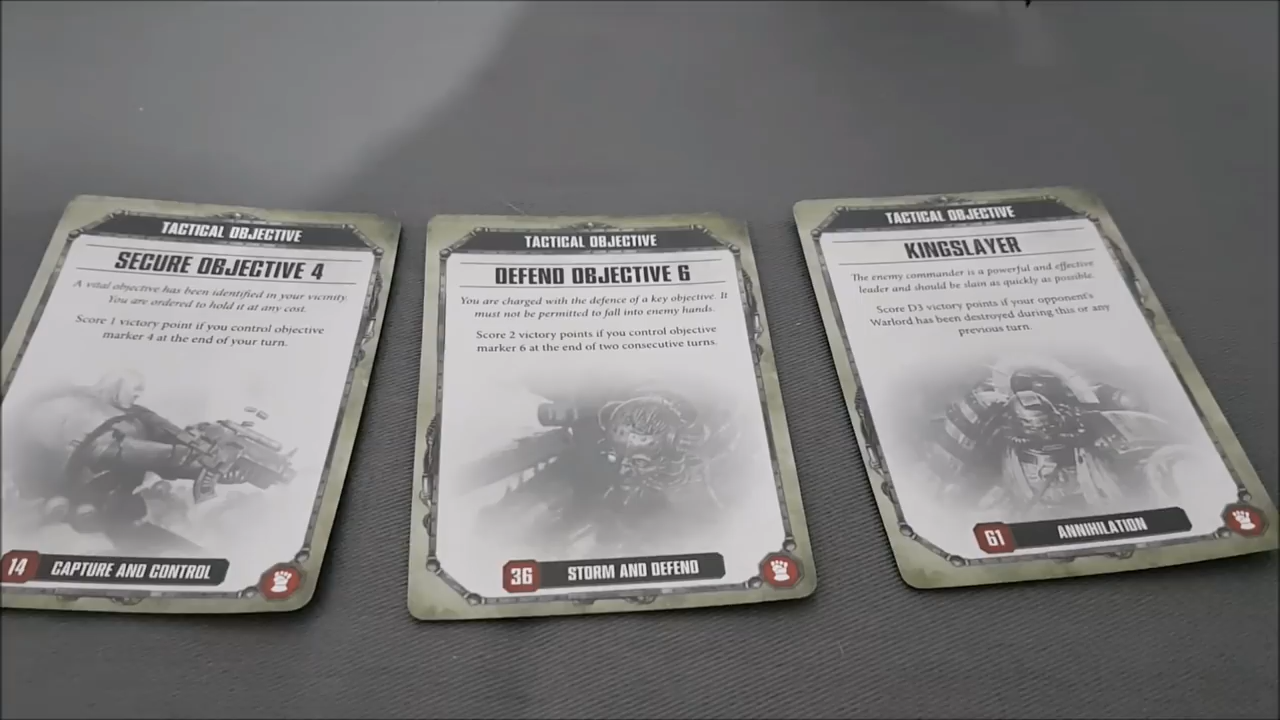 TACTICAL OBJECTIVE
SECURE OBJECTIVE 4
A vital objective has been identified in your vicinity.
You are ordered to hold it at any cost.
Score 1 victory point if you control objective
marker 4 at the end of your turn.
14 CAPTURE AND CONTROL
TACTICAL OBJECTIVE
DEFEND OBJECTIVE 6
You are charged with the defence of a key objective. It
must not be permitted to fall into enemy hands.
Score 2 victory points if you control objective
marker 6 at the end of two consecutive turns.
36 STORM AND DEFEND
TACTICAL OBJECTIVE
KINGSLAYER
The enemy commander is a powerful and effective
leader and should be slain as quickly as possible.
Score D3 victory points if your opponent's
Warlord has been destroyed during this or any
previous turn.
61 ANNIHILATION